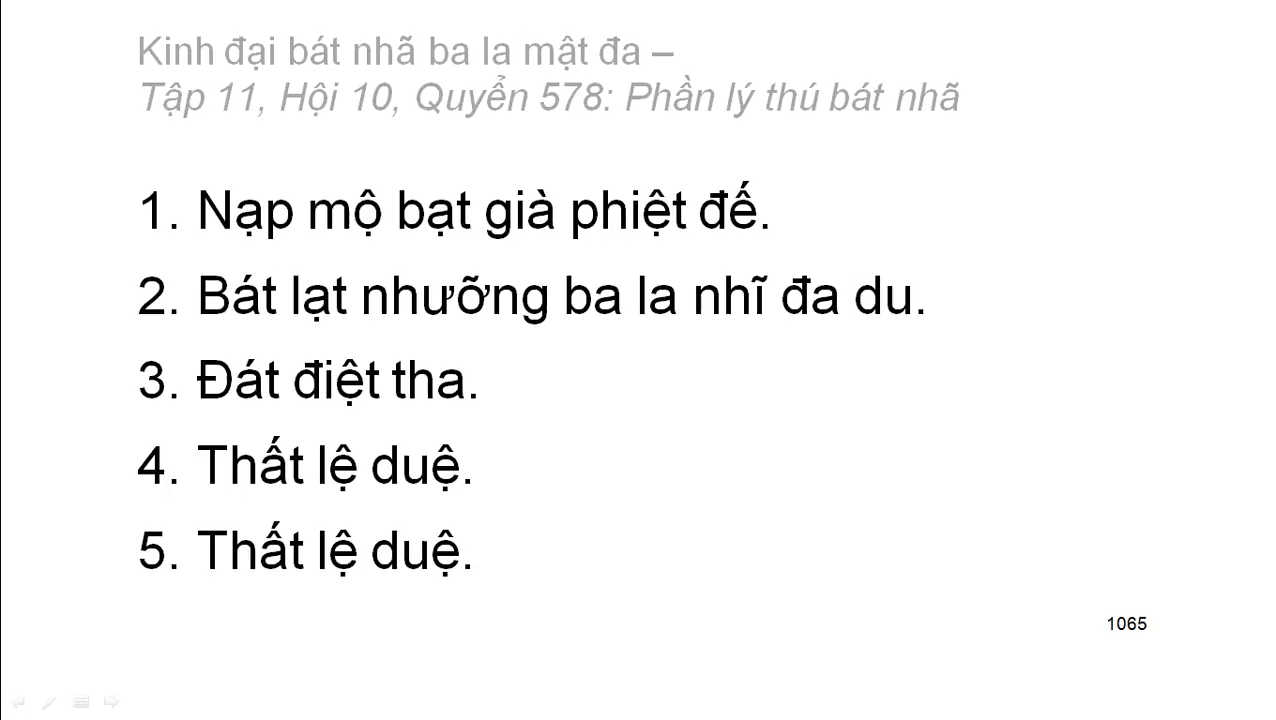 Kinh đại bát nhã ba la mật đa –
Tập 11, Hội 10, Quyển 578: Phần lý thú bát nhã
1. Nạp mộ bạt già phiệt đế.
2. Bát lạt nhưỡng ba la nhĩ đa du.
3. Đát điệt tha.
4. Thất lệ duệ.
5. Thất lệ duệ.
1065